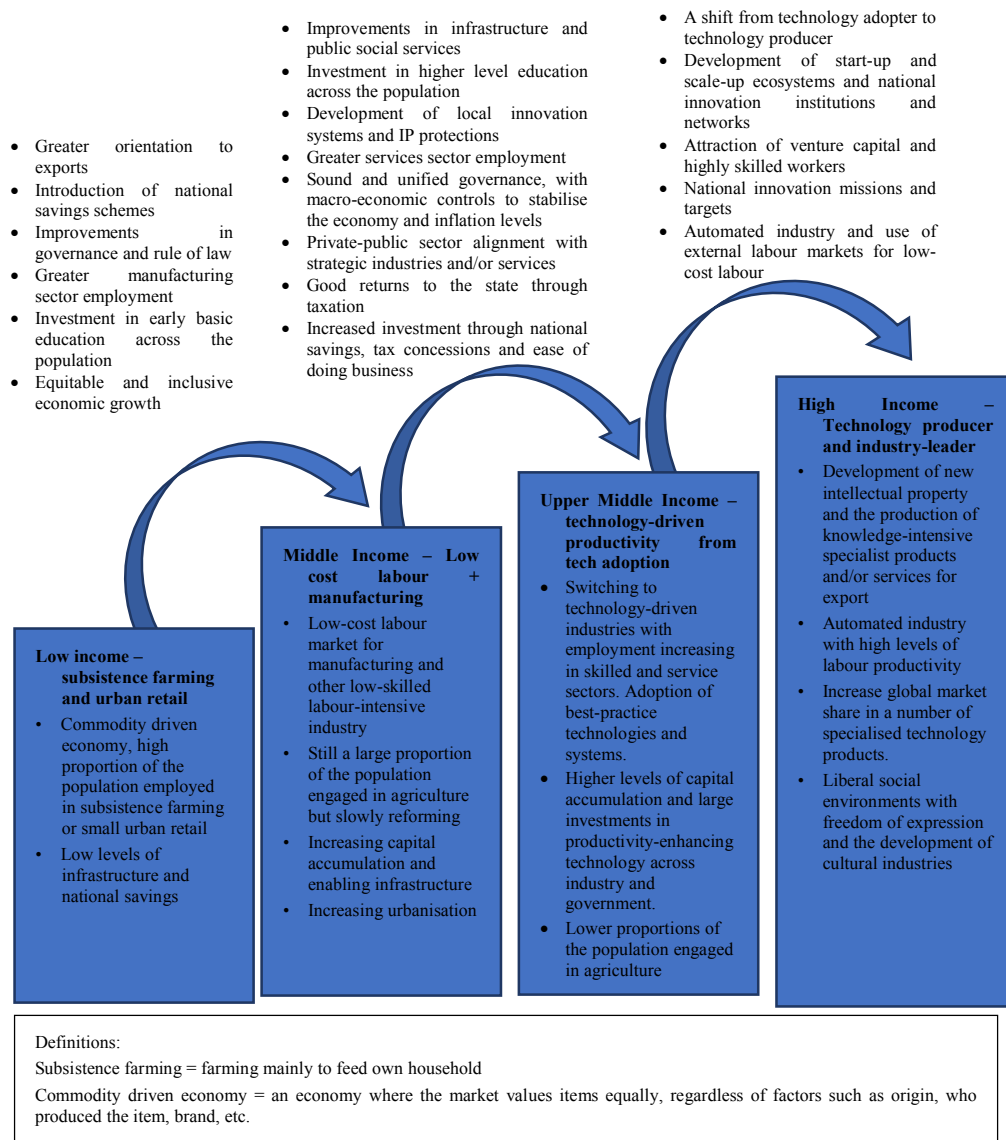 • Greater orientation to
exports
• Introduction of national
savings schemes
• Improvements in
governance and rule of law
• Greater manufacturing
sector employment
• Investment in early basic
education across the
population
• Equitable and inclusive
economic growth
• Improvements in infrastructure and
public social services
• Investment in higher level education
across the population
• Development of local innovation
systems and IP protections
• Greater services sector employment
• Sound and unified governance, with
macro-economic controls to stabilise
the economy and inflation levels
• Private-public sector alignment with
strategic industries and/or services
• Good returns to the state through
taxation
• Increased investment through national
savings, tax concessions and ease of
doing business
• A shift from technology adopter to
technology producer
• Development of start-up and
scale-up ecosystems and national
innovation institutions and
networks
• Attraction of venture capital and
highly skilled workers
• National innovation missions and
targets
• Automated industry and use of
external labour markets for low-
cost labour
Low income –
subsistence farming
and urban retail
• Commodity driven
economy, high
proportion of the
population employed
in subsistence farming
or small urban retail
• Low levels of
infrastructure and
national savings
Middle Income – Low
cost labour +
manufacturing
• Low-cost labour
market for
manufacturing and
other low-skilled
labour-intensive
industry
• Still a large proportion
of the population
engaged in agriculture
but slowly reforming
• Increasing capital
accumulation and
enabling infrastructure
• Increasing urbanisation
Upper Middle Income –
technology-driven
productivity from
tech adoption
• Switching to
technology-driven
industries with
employment increasing
in skilled and service
sectors. Adoption of
best-practice
technologies and
systems.
• Higher levels of capital
accumulation and large
investments in
productivity-enhancing
technology across
industry and
government.
• Lower proportions of
the population engaged
in agriculture
High Income –
Technology producer
and industry-leader
• Development of new
intellectual property
and the production of
knowledge-intensive
specialist products
and/or services for
export
• Automated industry
with high levels of
labour productivity
• Increase global market
share in a number of
specialised technology
products.
• Liberal social
environments with
freedom of expression
and the development of
cultural industries
Definitions:
Subsistence farming = farming mainly to feed own household
Commodity driven economy = an economy where the market values items equally, regardless of factors such as origin, who
produced the item, brand, etc.